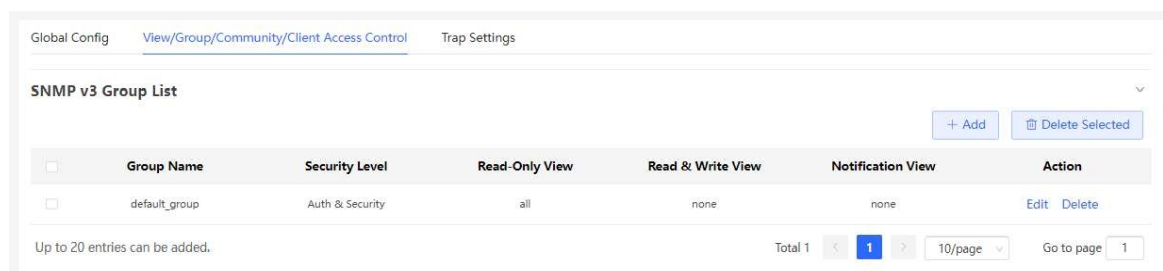 Global Config View/Group/Community/Client Access Control Trap Settings
SNMP v3 Group List
+ Add Delete Selected
Group Name Security Level Read-Only View Read & Write View Notification View Action
default_group Auth & Security all none none Edit Delete
Up to 20 entries can be added. Total 1 < 1 > 10/page Go to page 1